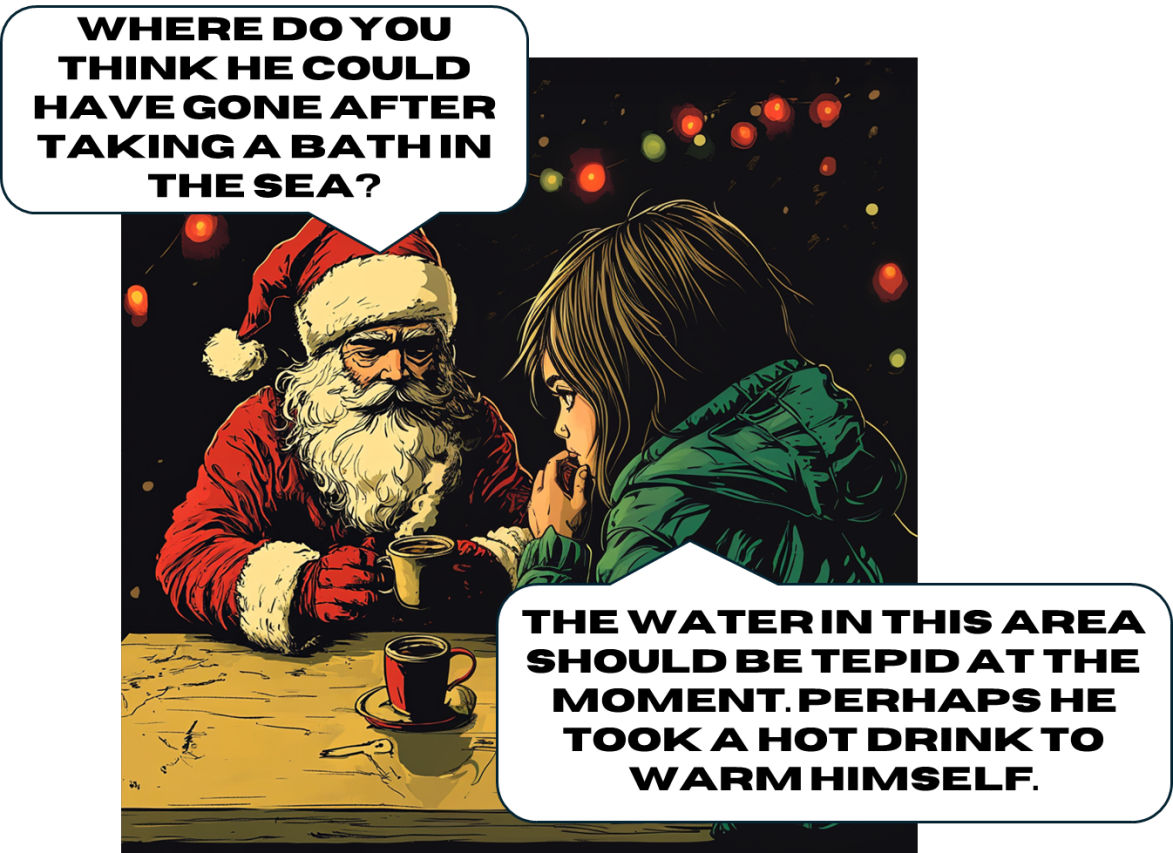 WHERE DO YOU
THINK HE COULD
HAVE GONE AFTER
TAKING A BATH IN
THE SEA?
THE WATER IN THIS AREA
SHOULD BE TEPID AT THE
MOMENT. PERHAPS HE
TOOK A HOT DRINK TO
WARM HIMSELF.